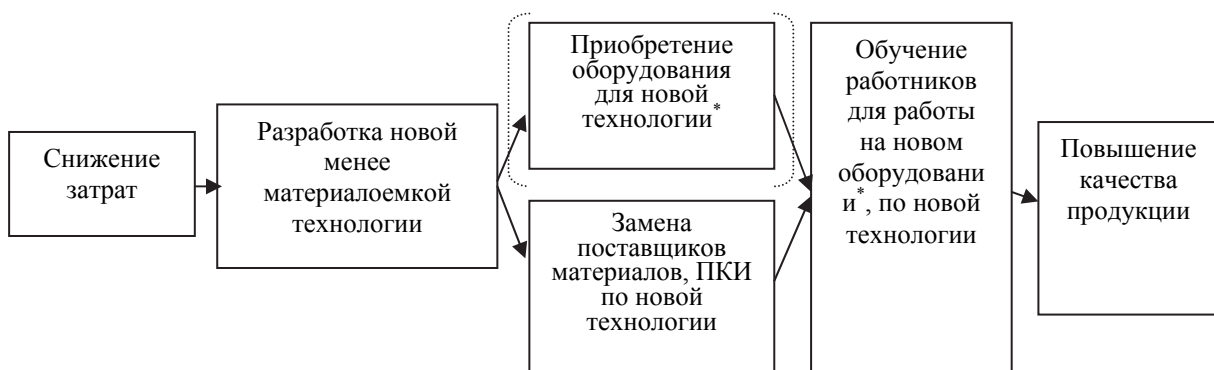 Снижение
затрат
Разработка новой
менее
материалоемкой
технологии
Приобретение
оборудования
для новой
технологии*
Замена
поставщиков
материалов, ПКИ
по новой
технологии
Обучение
работников
для работы
на новом
оборудовани
и*, по новой
технологии
Повышение
качества
продукции